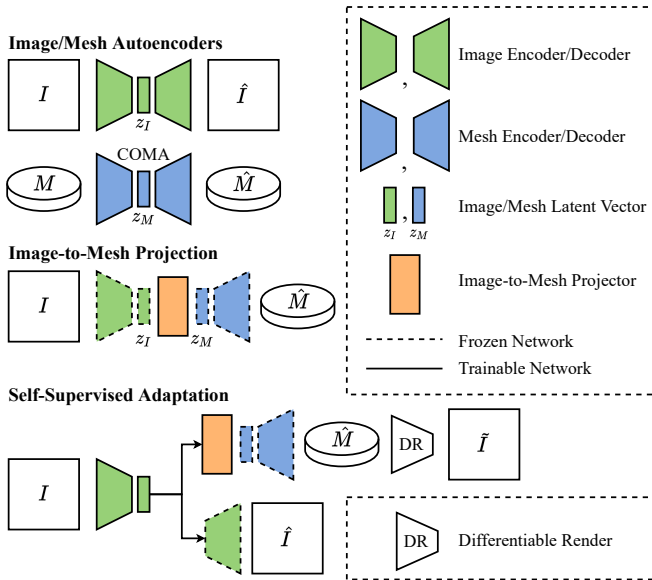 Image/Mesh Autoencoders
I
z_I
Î
COMA
M
z_M
M̂
Image-to-Mesh Projection
I
z_I
z_M
M̂
Self-Supervised Adaptation
I
M̂
DR
Ĩ
Î
,
Image Encoder/Decoder
,
Mesh Encoder/Decoder
,
z_I z_M
Image/Mesh Latent Vector
Image-to-Mesh Projector
Frozen Network
Trainable Network
DR
Differentiable Render